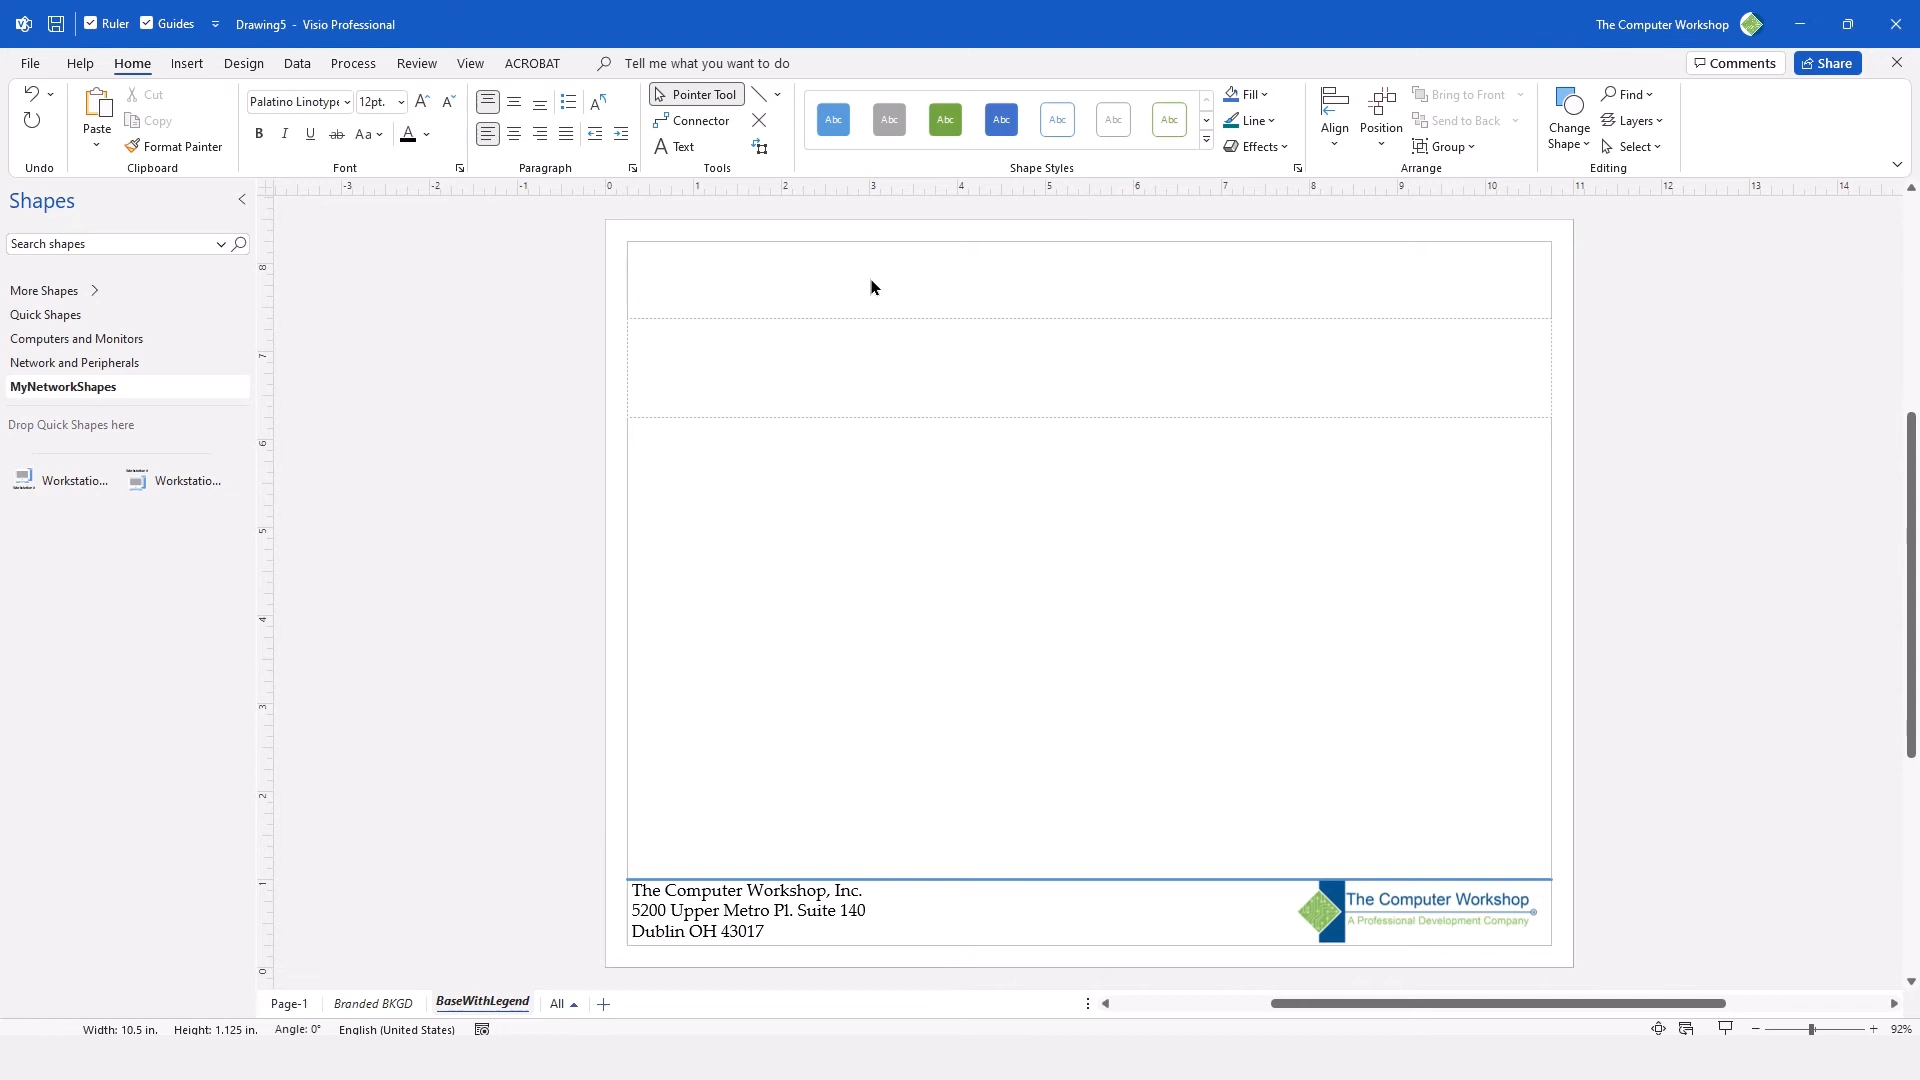 Ruler Guides Drawing5 - Visio Professional The Computer Workshop
File Help Home Insert Design Data Process Review View ACROBAT Tell me what you want to do Comments Share
Paste Cut Copy Format Painter
Palatino Linotype 12pt. A A
B I U ab Aa A
Pointer Tool
Connector
A Text
Abc Abc Abc Abc Abc Abc Abc
Fill
Line
Effects
Align Position
Bring to Front
Send to Back
Group
Change Shape
Find
Layers
Select
Undo Clipboard Font Paragraph Tools Shape Styles Arrange Editing
Shapes
Search shapes
More Shapes
Quick Shapes
Computers and Monitors
Network and Peripherals
MyNetworkShapes
Drop Quick Shapes here
Workstatio... Workstatio...
-3 -2 -1 0 1 2 3 4 5 6 7 8 9 10 11 12 13 14
8
7
6
5
4
3
2
1
0
The Computer Workshop, Inc.
5200 Upper Metro Pl. Suite 140
Dublin OH 43017
The Computer Workshop
A Professional Development Company
Page-1 Branded BKGD BaseWithLegend All
Width: 10.5 in. Height: 1.125 in. Angle: 0° English (United States) 92%